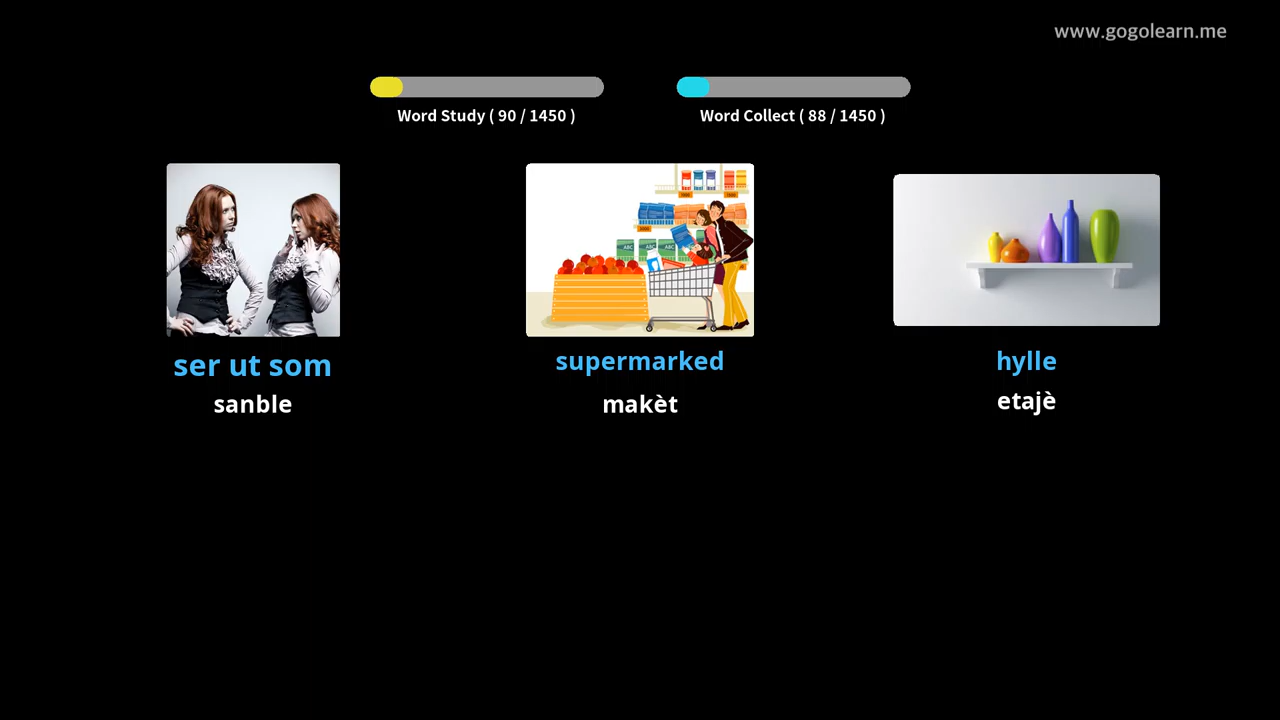 www.gogolearn.me
Word Study ( 90 / 1450 )
Word Collect ( 88 / 1450 )
ser ut som
sanble
supermarked
makèt
hylle
etajè